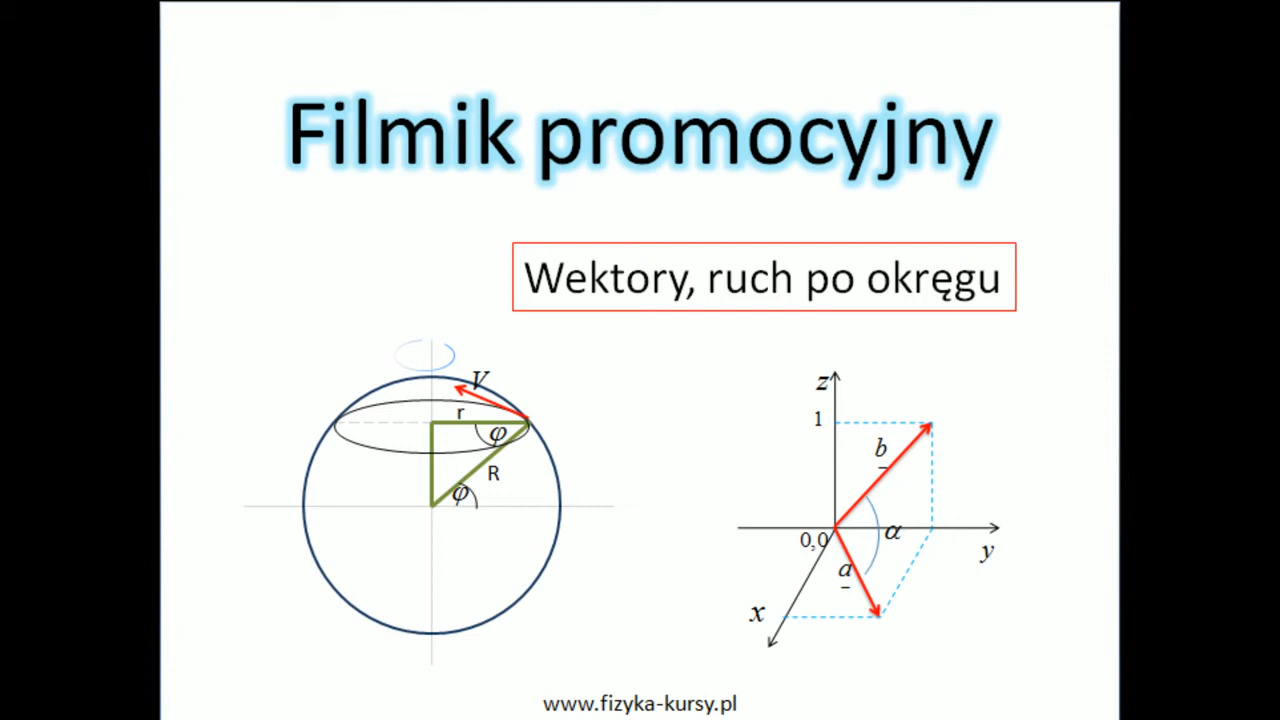 Filmik promocyjny
Wektory, ruch po okręgu
V
r
φ
R
φ
z
1
b
α
0,0
y
a
x
www.fizyka-kursy.pl